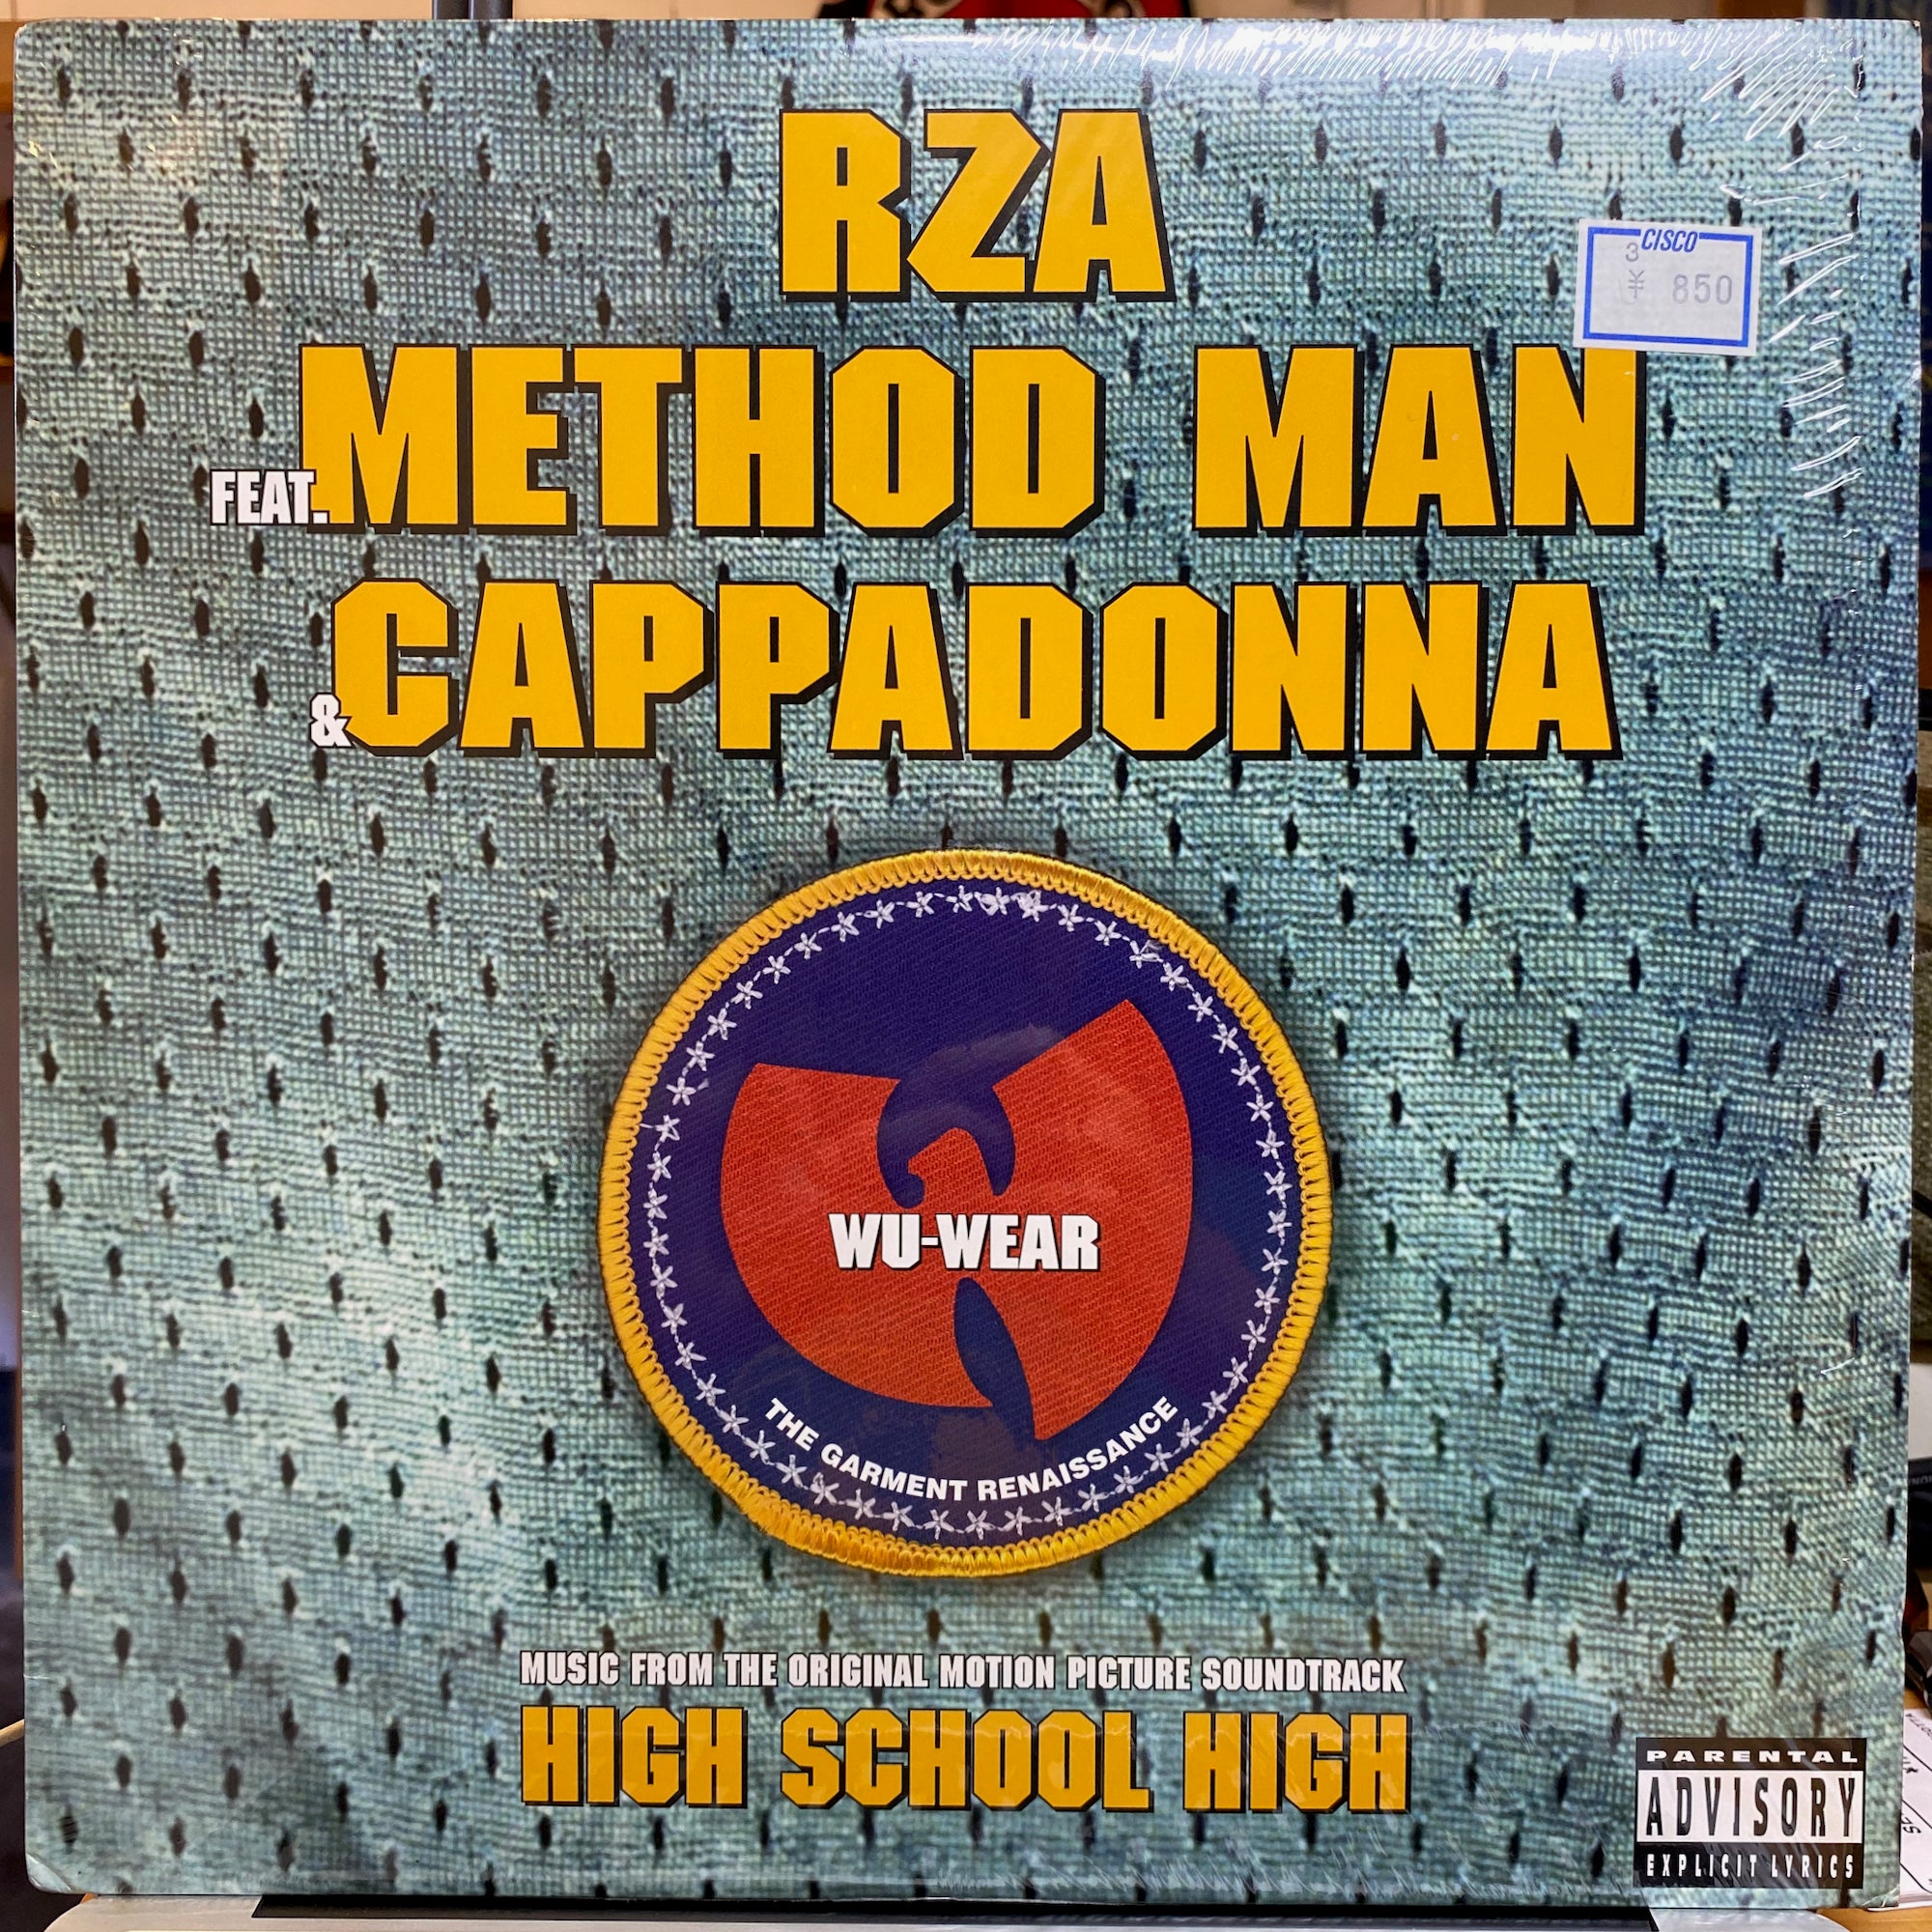 RZA
CISCO
3
¥ 850
FEAT. METHOD MAN
& CAPPADONNA
WU-WEAR
THE GARMENT RENAISSANCE
MUSIC FROM THE ORIGINAL MOTION PICTURE SOUNDTRACK
HIGH SCHOOL HIGH
PARENTAL
ADVISORY
EXPLICIT LYRICS